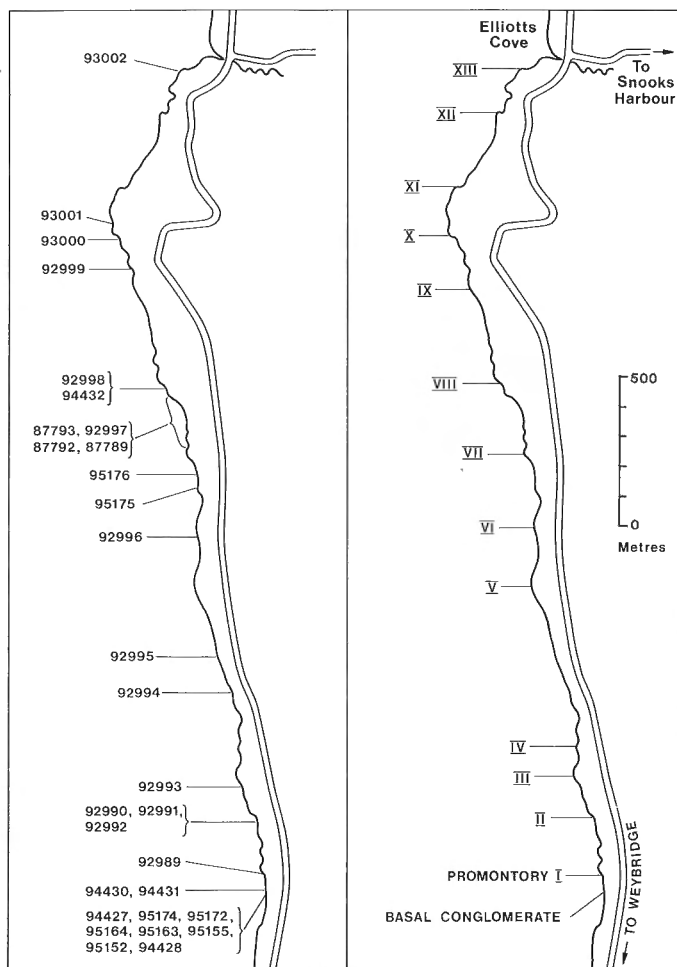 93002
93001
93000
92999
92998
94432
87793, 92997
87792, 87789
95176
95175
92996
92995
92994
92993
92990, 92991,
92992
92989
94430, 94431
94427, 95174, 95172,
95164, 95163, 95155,
95152, 94428
Elliotts
Cove
To
Snooks
Harbour
XIII
XII
XI
X
IX
VIII
VII
VI
V
IV
III
II
PROMONTORY I
BASAL CONGLOMERATE
500
0
Metres
TO WEYBRIDGE